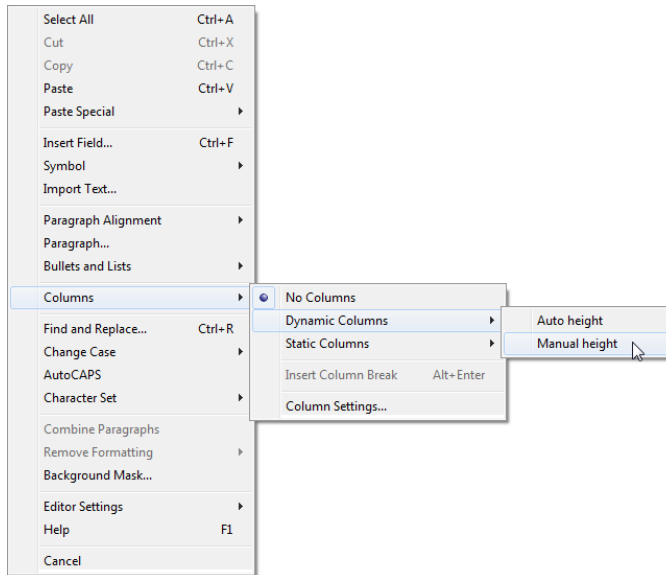 Select All Ctrl+A
Cut Ctrl+X
Copy Ctrl+C
Paste Ctrl+V
Paste Special
Insert Field... Ctrl+F
Symbol
Import Text...
Paragraph Alignment
Paragraph...
Bullets and Lists
Columns
Find and Replace... Ctrl+R
Change Case
AutoCAPS
Character Set
Combine Paragraphs
Remove Formatting
Background Mask...
Editor Settings
Help F1
Cancel
No Columns
Dynamic Columns
Static Columns
Insert Column Break Alt+Enter
Column Settings...
Auto height
Manual height